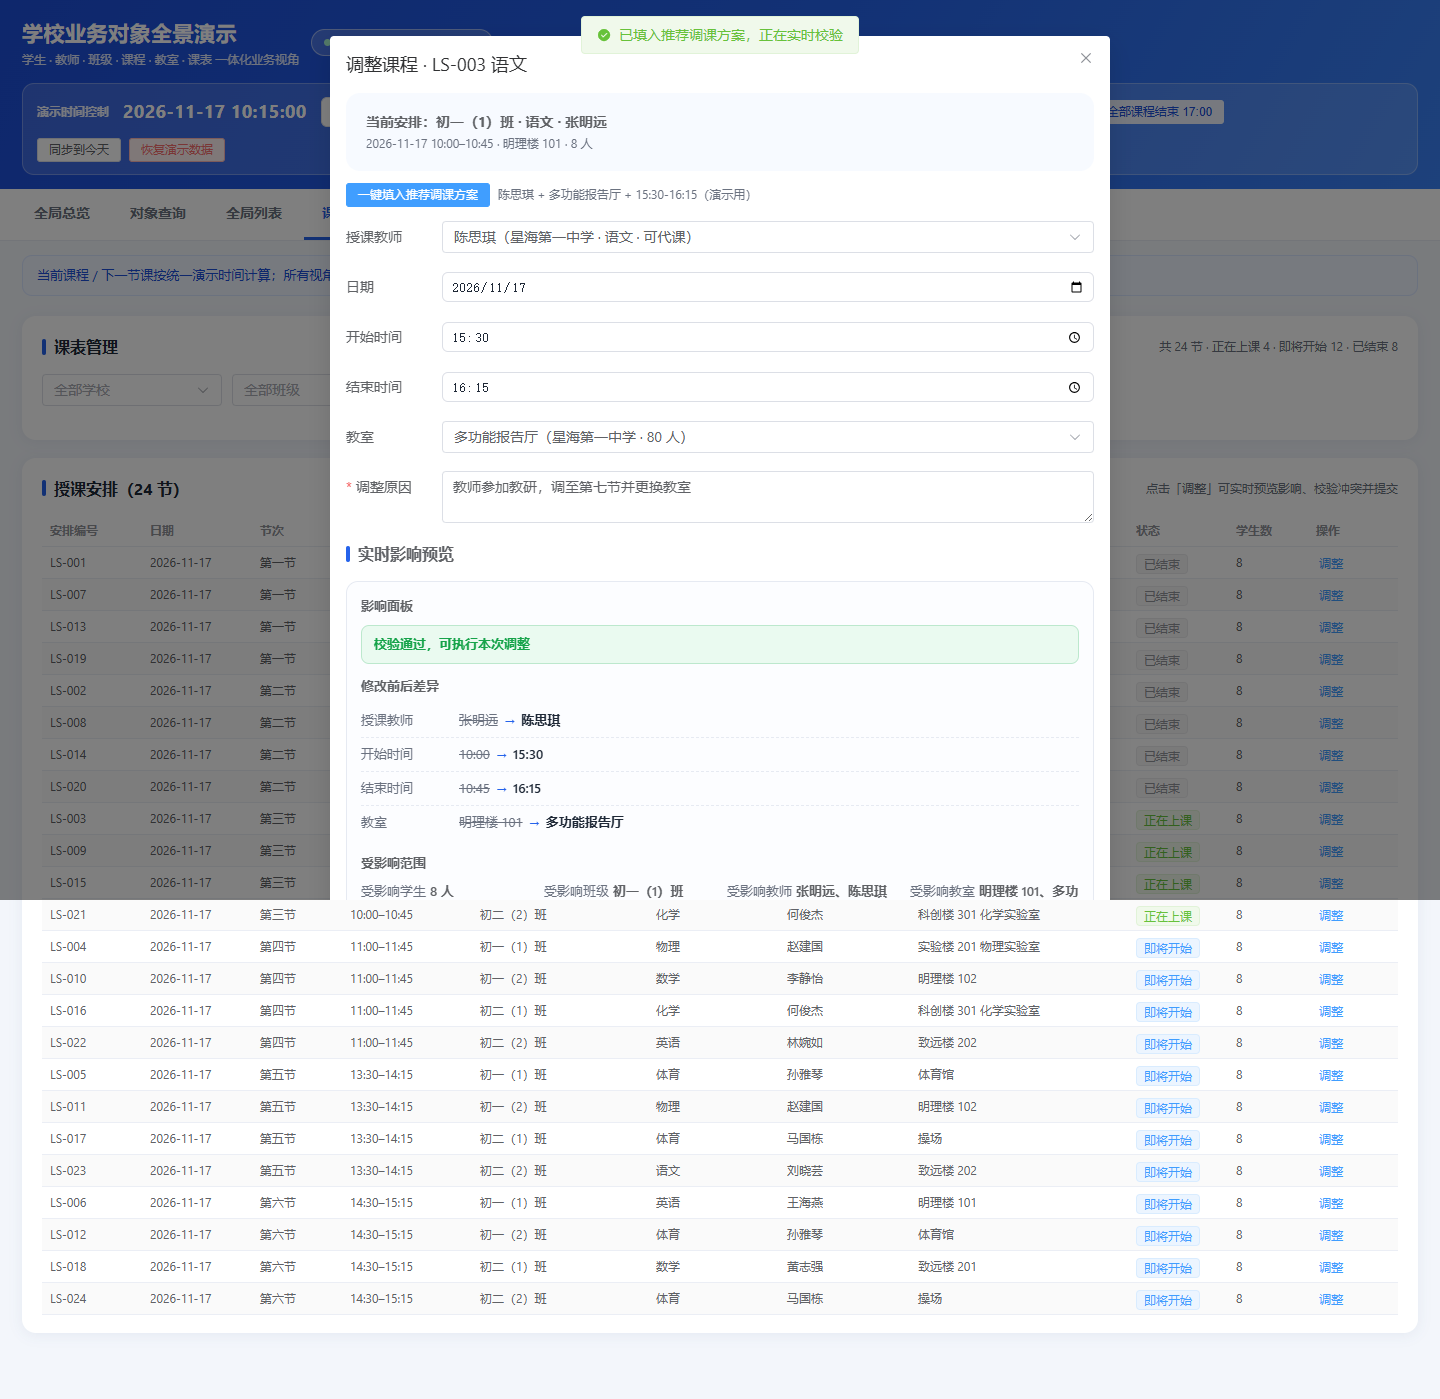 学校业务对象全景演示
学生 · 教师 · 班级 · 课程 · 教室 · 课表 一体化业务视角
已填入推荐调课方案，正在实时校验
演示时间控制 2026-11-17 10:15:00
全部课程结束 17:00
同步到今天 恢复演示数据
全局总览 对象查询 全局列表
当前课程 / 下一节课按统一演示时间计算；所有视角
课表管理
共 24 节 · 正在上课 4 · 即将开始 12 · 已结束 8
全部学校 全部班级
授课安排（24 节）
点击「调整」可实时预览影响、校验冲突并提交
调整课程 · LS-003 语文
当前安排：初一（1）班 · 语文 · 张明远
2026-11-17 10:00–10:45 · 明理楼 101 · 8 人
一键填入推荐调课方案 陈思琪 + 多功能报告厅 + 15:30-16:15（演示用）
授课教师 陈思琪（星海第一中学 · 语文 · 可代课）
日期 2026/11/17
开始时间 15:30
结束时间 16:15
教室 多功能报告厅（星海第一中学 · 80 人）
* 调整原因 教师参加教研，调至第七节并更换教室
实时影响预览
影响面板
校验通过，可执行本次调整
修改前后差异
授课教师 张明远 → 陈思琪
开始时间 10:00 → 15:30
结束时间 10:45 → 16:15
教室 明理楼 101 → 多功能报告厅
受影响范围
受影响学生 8 人 受影响班级 初一（1）班 受影响教师 张明远、陈思琪 受影响教室 明理楼 101、多功
安排编号 日期 节次 状态 学生数 操作
LS-001 2026-11-17 第一节 已结束 8 调整
LS-007 2026-11-17 第一节 已结束 8 调整
LS-013 2026-11-17 第一节 已结束 8 调整
LS-019 2026-11-17 第一节 已结束 8 调整
LS-002 2026-11-17 第二节 已结束 8 调整
LS-008 2026-11-17 第二节 已结束 8 调整
LS-014 2026-11-17 第二节 已结束 8 调整
LS-020 2026-11-17 第二节 已结束 8 调整
LS-003 2026-11-17 第三节 正在上课 8 调整
LS-009 2026-11-17 第三节 正在上课 8 调整
LS-015 2026-11-17 第三节 正在上课 8 调整
LS-021 2026-11-17 第三节 10:00–10:45 初二（2）班 化学 何俊杰 科创楼 301 化学实验室 正在上课 8 调整
LS-004 2026-11-17 第四节 11:00–11:45 初一（1）班 物理 赵建国 实验楼 201 物理实验室 即将开始 8 调整
LS-010 2026-11-17 第四节 11:00–11:45 初一（2）班 数学 李静怡 明理楼 102 即将开始 8 调整
LS-016 2026-11-17 第四节 11:00–11:45 初二（1）班 化学 何俊杰 科创楼 301 化学实验室 即将开始 8 调整
LS-022 2026-11-17 第四节 11:00–11:45 初二（2）班 英语 林婉如 致远楼 202 即将开始 8 调整
LS-005 2026-11-17 第五节 13:30–14:15 初一（1）班 体育 孙雅琴 体育馆 即将开始 8 调整
LS-011 2026-11-17 第五节 13:30–14:15 初一（2）班 物理 赵建国 明理楼 102 即将开始 8 调整
LS-017 2026-11-17 第五节 13:30–14:15 初二（1）班 体育 马国栋 操场 即将开始 8 调整
LS-023 2026-11-17 第五节 13:30–14:15 初二（2）班 语文 刘晓芸 致远楼 202 即将开始 8 调整
LS-006 2026-11-17 第六节 14:30–15:15 初一（1）班 英语 王海燕 明理楼 101 即将开始 8 调整
LS-012 2026-11-17 第六节 14:30–15:15 初一（2）班 体育 孙雅琴 体育馆 即将开始 8 调整
LS-018 2026-11-17 第六节 14:30–15:15 初二（1）班 数学 黄志强 致远楼 201 即将开始 8 调整
LS-024 2026-11-17 第六节 14:30–15:15 初二（2）班 体育 马国栋 操场 即将开始 8 调整